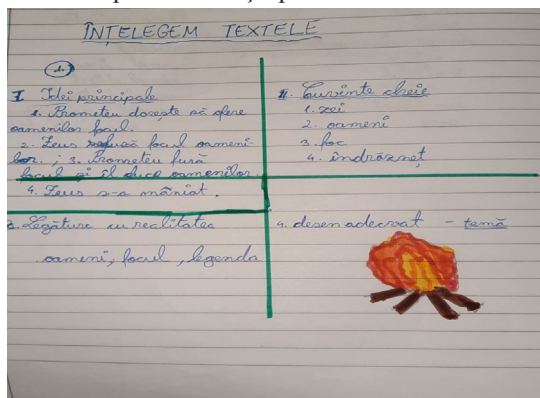 ÎNȚELEGEM TEXTELE
1.
I. Idei principale
1. Prometeu dorește să ofere
oamenilor focul.
2. Zeus refuză focul oameni-
lor. ; 3. Prometeu fură
focul și îl duce oamenilor.
4. Zeus s-a mâniat.
II. Cuvinte cheie
1. zei
2. oameni
3. foc
4. îndrăzneț
3. Legătura cu realitatea
oameni, focul, legenda
4. desen adecvat - temă